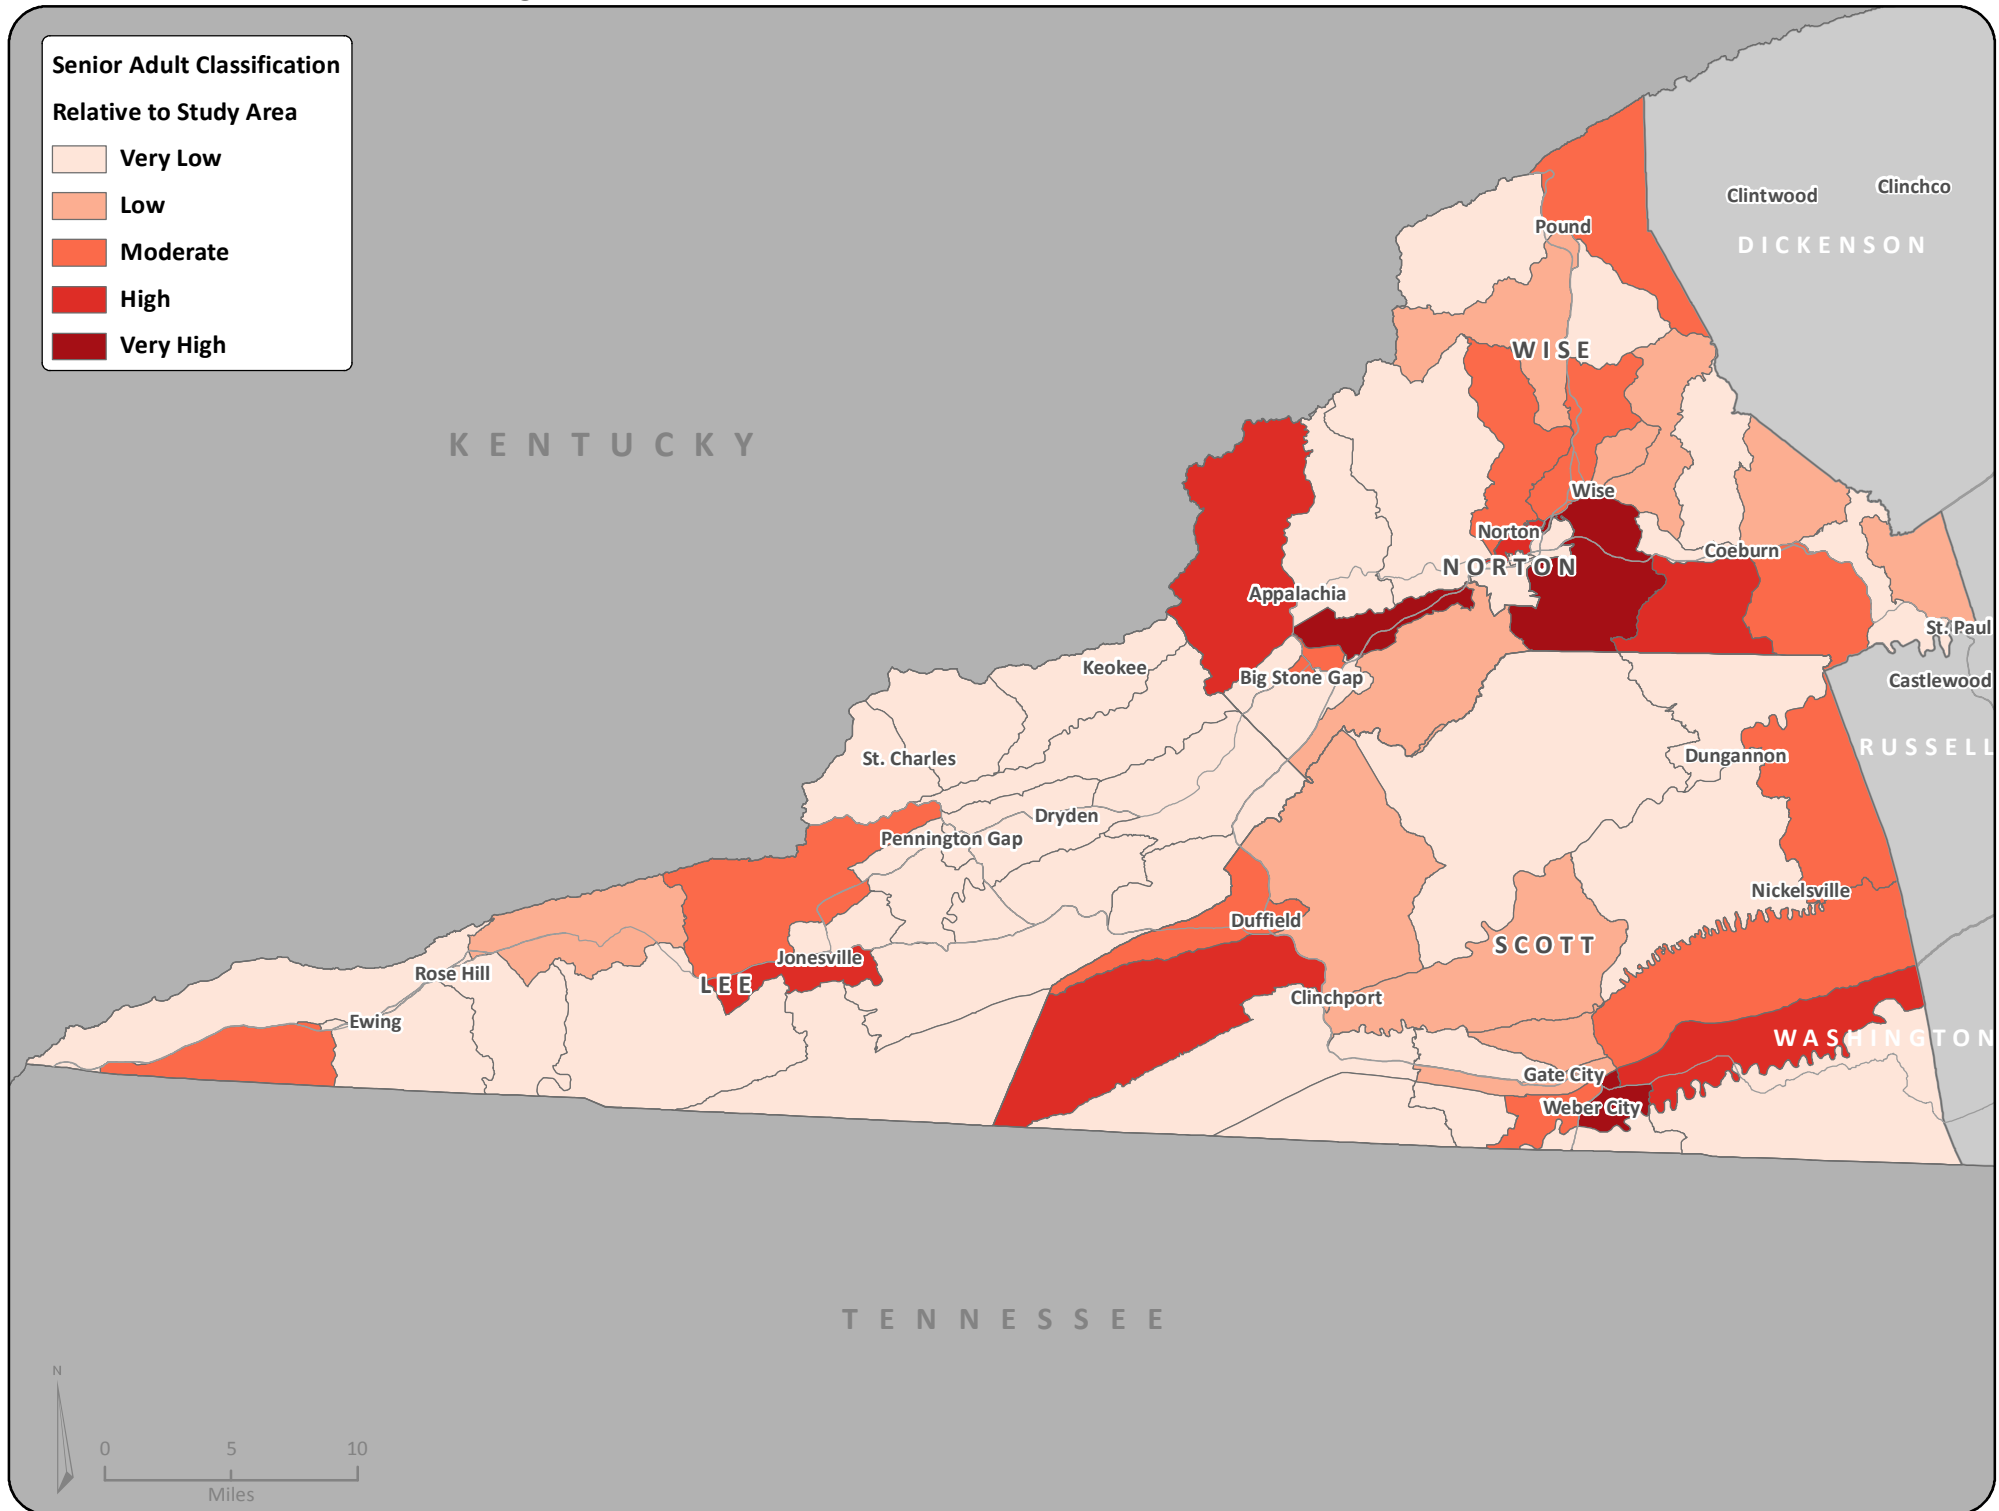 Senior Adult Classification
Relative to Study Area
Very Low
Low
Moderate
High
Very High
Clintwood
Clinchco
DICKENSON
Pound
WISE
KENTUCKY
Wise
Norton
Coeburn
NORTON
Appalachia
St. Paul
Keokee
Big Stone Gap
Castlewood
RUSSELL
St. Charles
Dungannon
Dryden
Pennington Gap
Nickelsville
Duffield
SCOTT
Jonesville
Rose Hill
LEE
Clinchport
Ewing
WASHINGTON
Gate City
Weber City
TENNESSEE
N
0 5 10
Miles